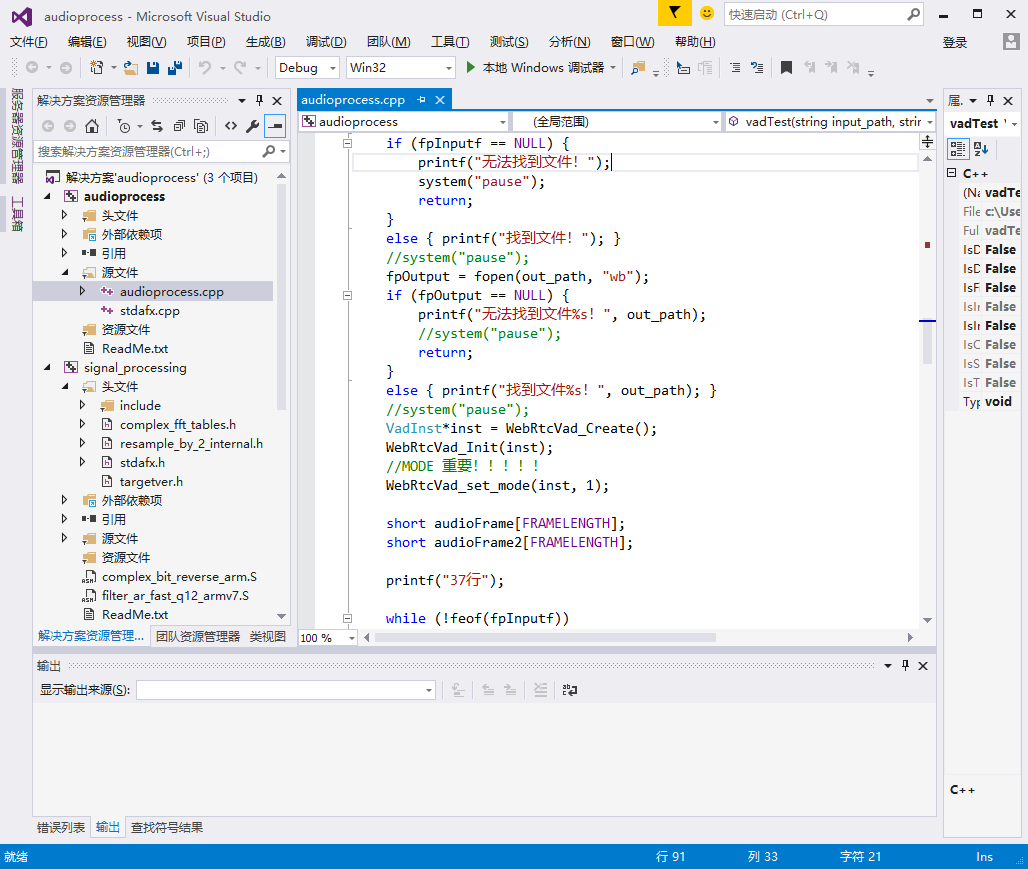 audioprocess - Microsoft Visual Studio
快速启动 (Ctrl+Q)
文件(F) 编辑(E) 视图(V) 项目(P) 生成(B) 调试(D) 团队(M) 工具(T) 测试(S) 分析(N) 窗口(W) 帮助(H) 登录
Debug Win32 本地 Windows 调试器
服务器资源管理器
工具箱
解决方案资源管理器
搜索解决方案资源管理器(Ctrl+;)
解决方案'audioprocess' (3 个项目)
audioprocess
头文件
外部依赖项
引用
源文件
audioprocess.cpp
stdafx.cpp
资源文件
ReadMe.txt
signal_processing
头文件
include
complex_fft_tables.h
resample_by_2_internal.h
stdafx.h
targetver.h
外部依赖项
引用
源文件
资源文件
complex_bit_reverse_arm.S
filter_ar_fast_q12_armv7.S
ReadMe.txt
解决方案资源管理... 团队资源管理器 类视图
audioprocess.cpp
audioprocess (全局范围) vadTest(string input_path, strin
if (fpInputf == NULL) {
printf("无法找到文件！");
system("pause");
return;
}
else { printf("找到文件！"); }
//system("pause");
fpOutput = fopen(out_path, "wb");
if (fpOutput == NULL) {
printf("无法找到文件%s！", out_path);
//system("pause");
return;
}
else { printf("找到文件%s！", out_path); }
//system("pause");
VadInst*inst = WebRtcVad_Create();
WebRtcVad_Init(inst);
//MODE 重要！！！！！
WebRtcVad_set_mode(inst, 1);
short audioFrame[FRAMELENGTH];
short audioFrame2[FRAMELENGTH];
printf("37行");
while (!feof(fpInputf))
100 %
属.
vadTest
C++
(Na vadTe
File c:\Use
Ful vadTe
IsD False
IsD False
IsF False
IsIn False
IsIn False
IsC False
IsS False
IsT False
Typ void
C++
输出
显示输出来源(S):
错误列表 输出 查找符号结果
就绪 行 91 列 33 字符 21 Ins